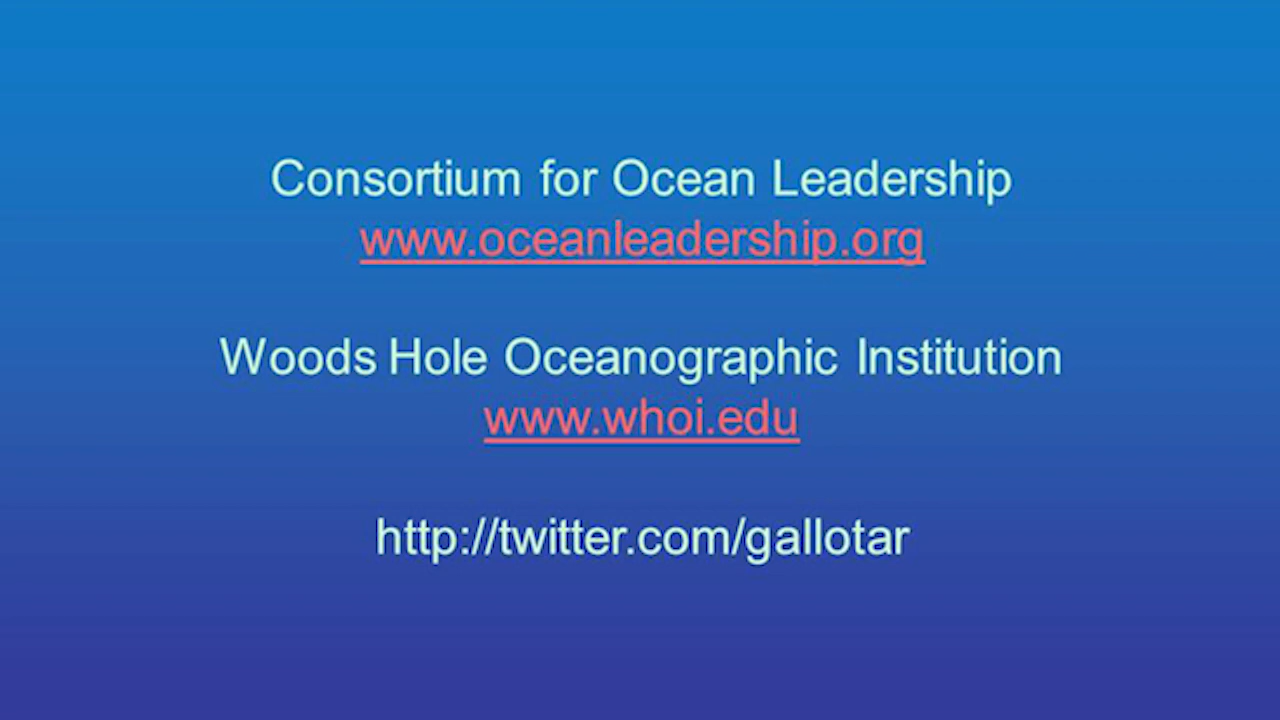 Consortium for Ocean Leadership
www.oceanleadership.org
Woods Hole Oceanographic Institution
www.whoi.edu
http://twitter.com/gallotar